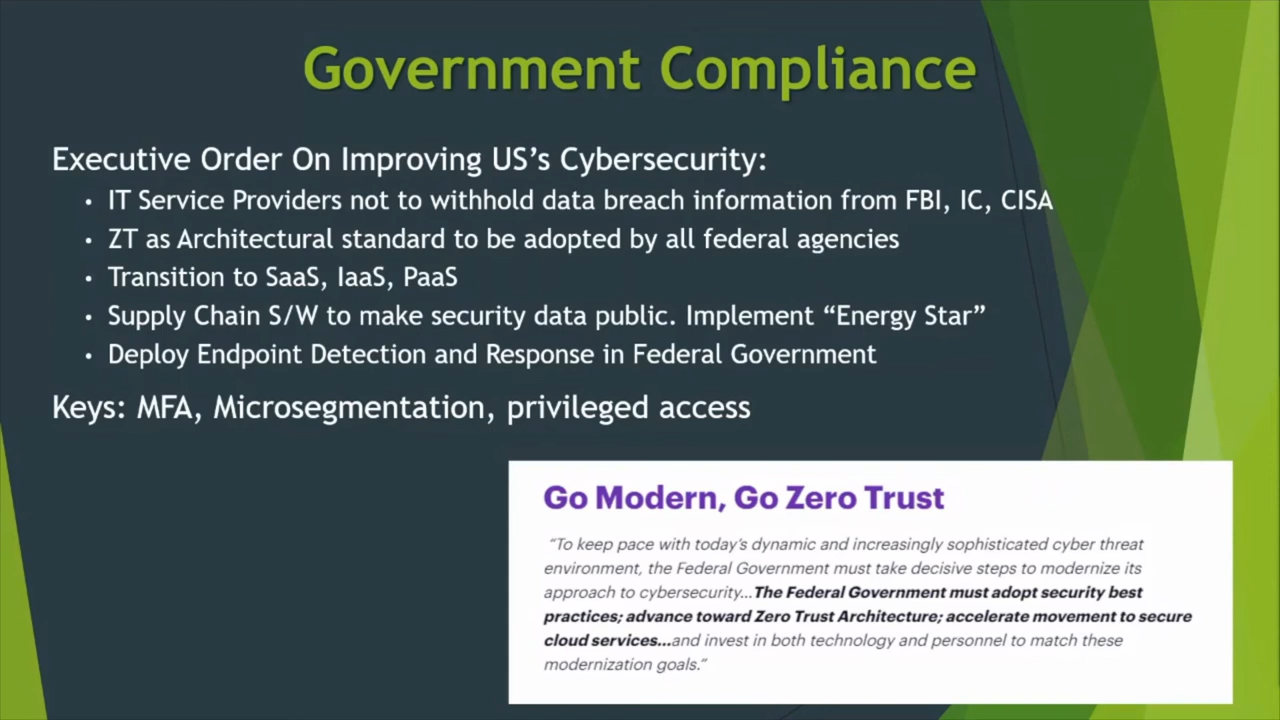 Government Compliance
Executive Order On Improving US’s Cybersecurity:
• IT Service Providers not to withhold data breach information from FBI, IC, CISA
• ZT as Architectural standard to be adopted by all federal agencies
• Transition to SaaS, IaaS, PaaS
• Supply Chain S/W to make security data public. Implement “Energy Star”
• Deploy Endpoint Detection and Response in Federal Government
Keys: MFA, Microsegmentation, privileged access
Go Modern, Go Zero Trust
“To keep pace with today’s dynamic and increasingly sophisticated cyber threat
environment, the Federal Government must take decisive steps to modernize its
approach to cybersecurity...The Federal Government must adopt security best
practices; advance toward Zero Trust Architecture; accelerate movement to secure
cloud services...and invest in both technology and personnel to match these
modernization goals.”